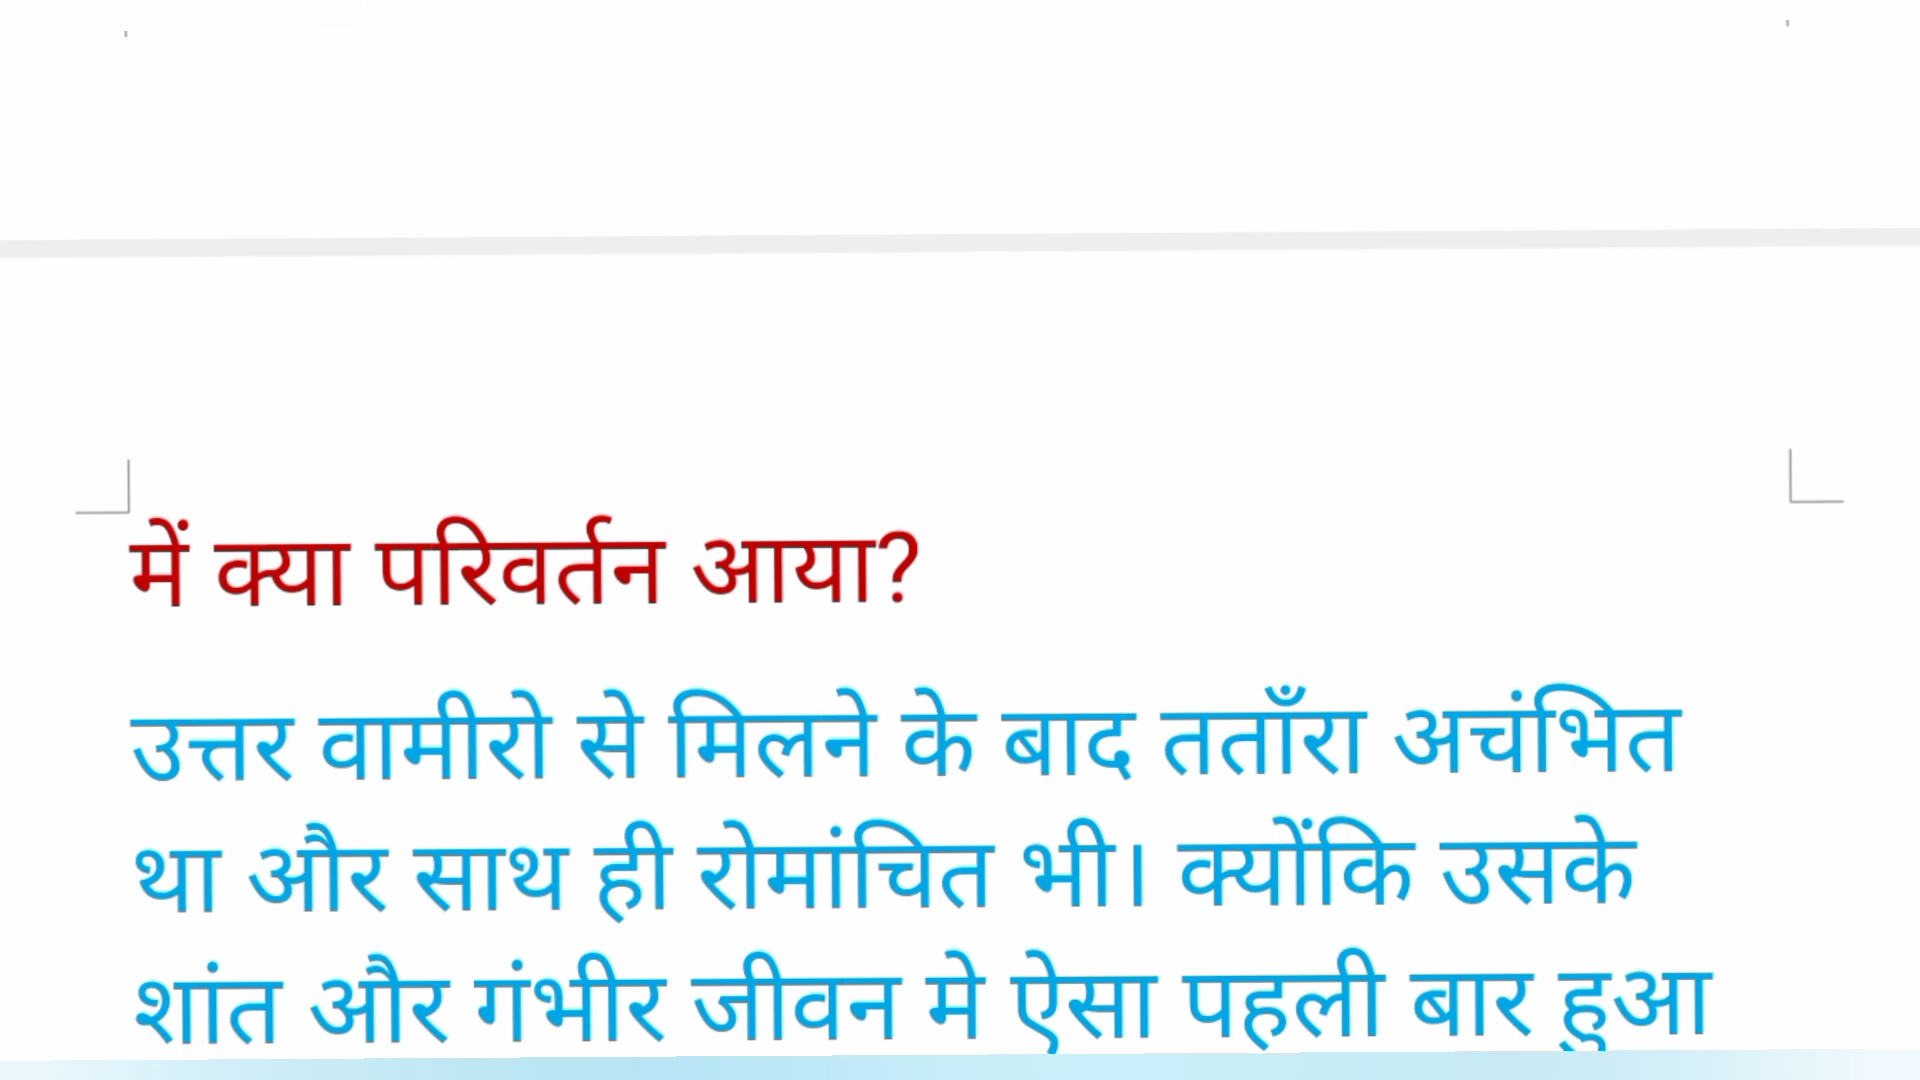 में क्या परिवर्तन आया?
उत्तर वामीरो से मिलने के बाद तताँरा अचंभित
था और साथ ही रोमांचित भी। क्योंकि उसके
शांत और गंभीर जीवन मे ऐसा पहली बार हुआ